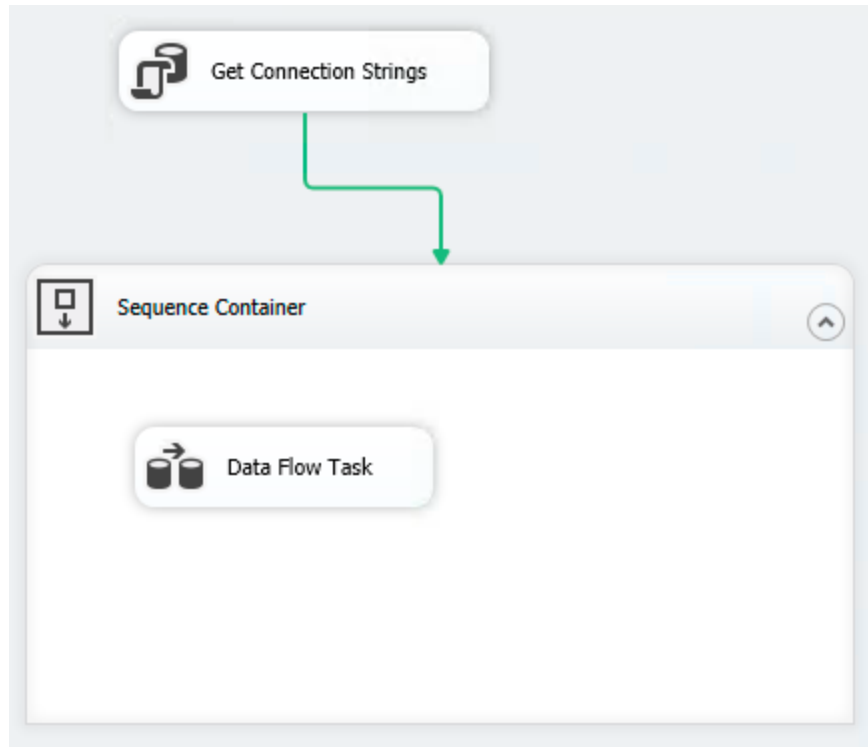 Get Connection Strings
Sequence Container
Data Flow Task